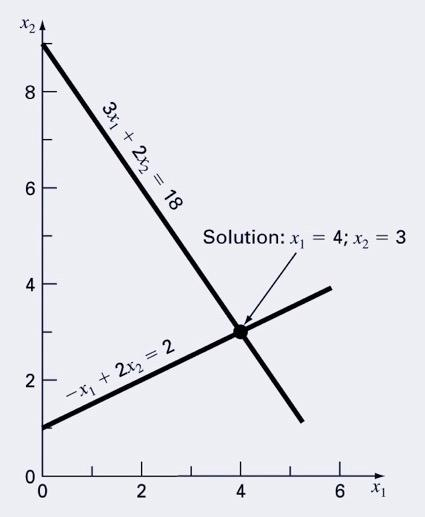 x₂
8
6
4
2
0
3x₁ + 2x₂ = 18
Solution: x₁ = 4; x₂ = 3
−x₁ + 2x₂ = 2
0 2 4 6 x₁